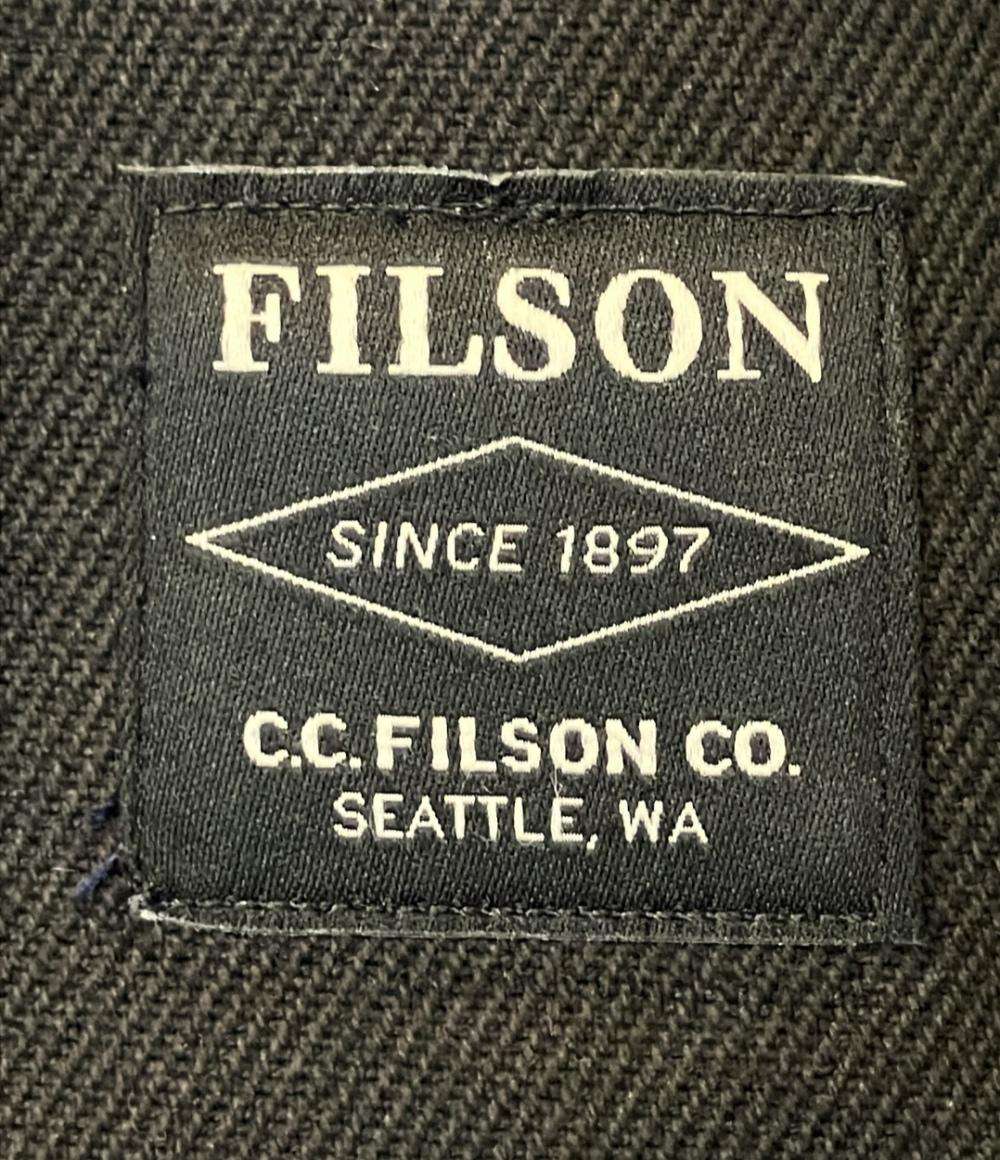 FILSON
SINCE 1897
C.C. FILSON CO.
SEATTLE, WA